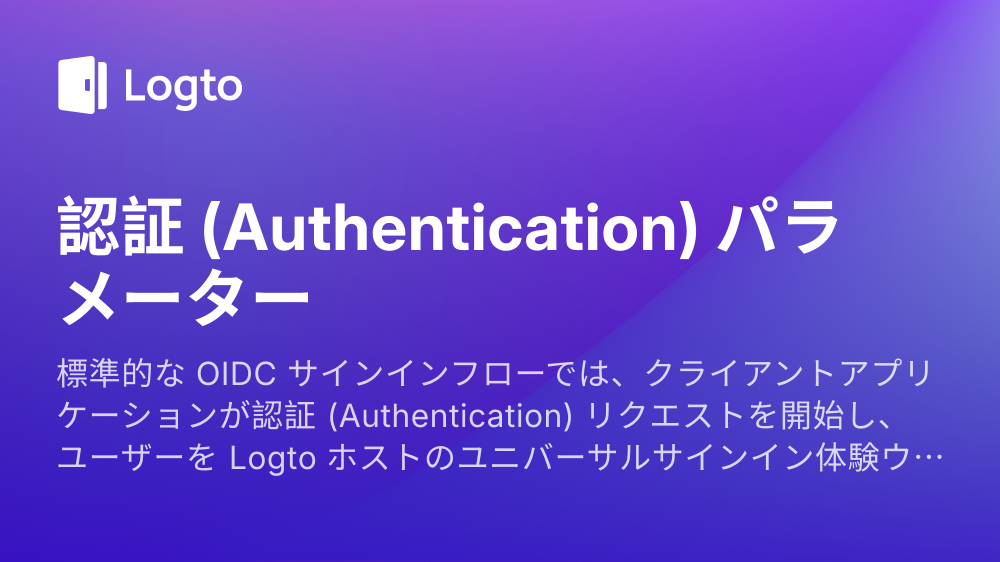 Logto
認証 (Authentication) パラ
メーター
標準的な OIDC サインインフローでは、クライアントアプリ
ケーションが認証 (Authentication) リクエストを開始し、
ユーザーを Logto ホストのユニバーサルサインイン体験ウ…